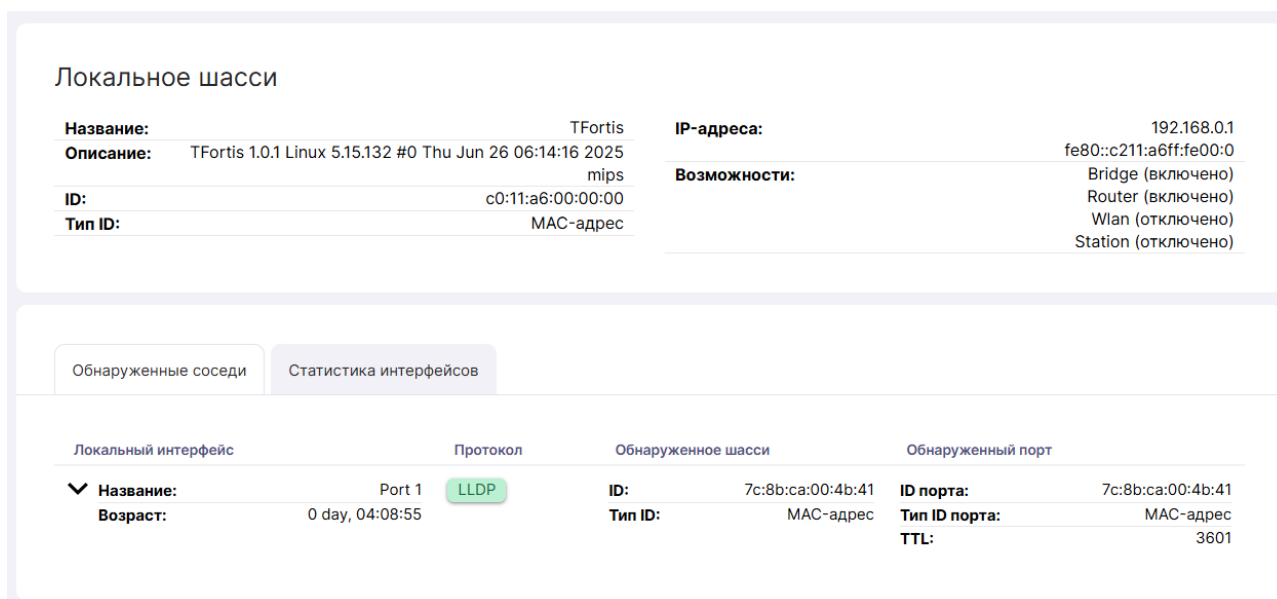 Локальное шасси
Название: TFortis
Описание: TFortis 1.0.1 Linux 5.15.132 #0 Thu Jun 26 06:14:16 2025
mips
ID: c0:11:a6:00:00:00
Тип ID: MAC-адрес
IP-адреса: 192.168.0.1
fe80::c211:a6ff:fe00:0
Возможности: Bridge (включено)
Router (включено)
Wlan (отключено)
Station (отключено)
Обнаруженные соседи Статистика интерфейсов
Локальный интерфейс Протокол Обнаруженное шасси Обнаруженный порт
Название: Port 1 LLDP ID: 7c:8b:ca:00:4b:41 ID порта: 7c:8b:ca:00:4b:41
Возраст: 0 day, 04:08:55 Тип ID: MAC-адрес Тип ID порта: MAC-адрес
TTL: 3601